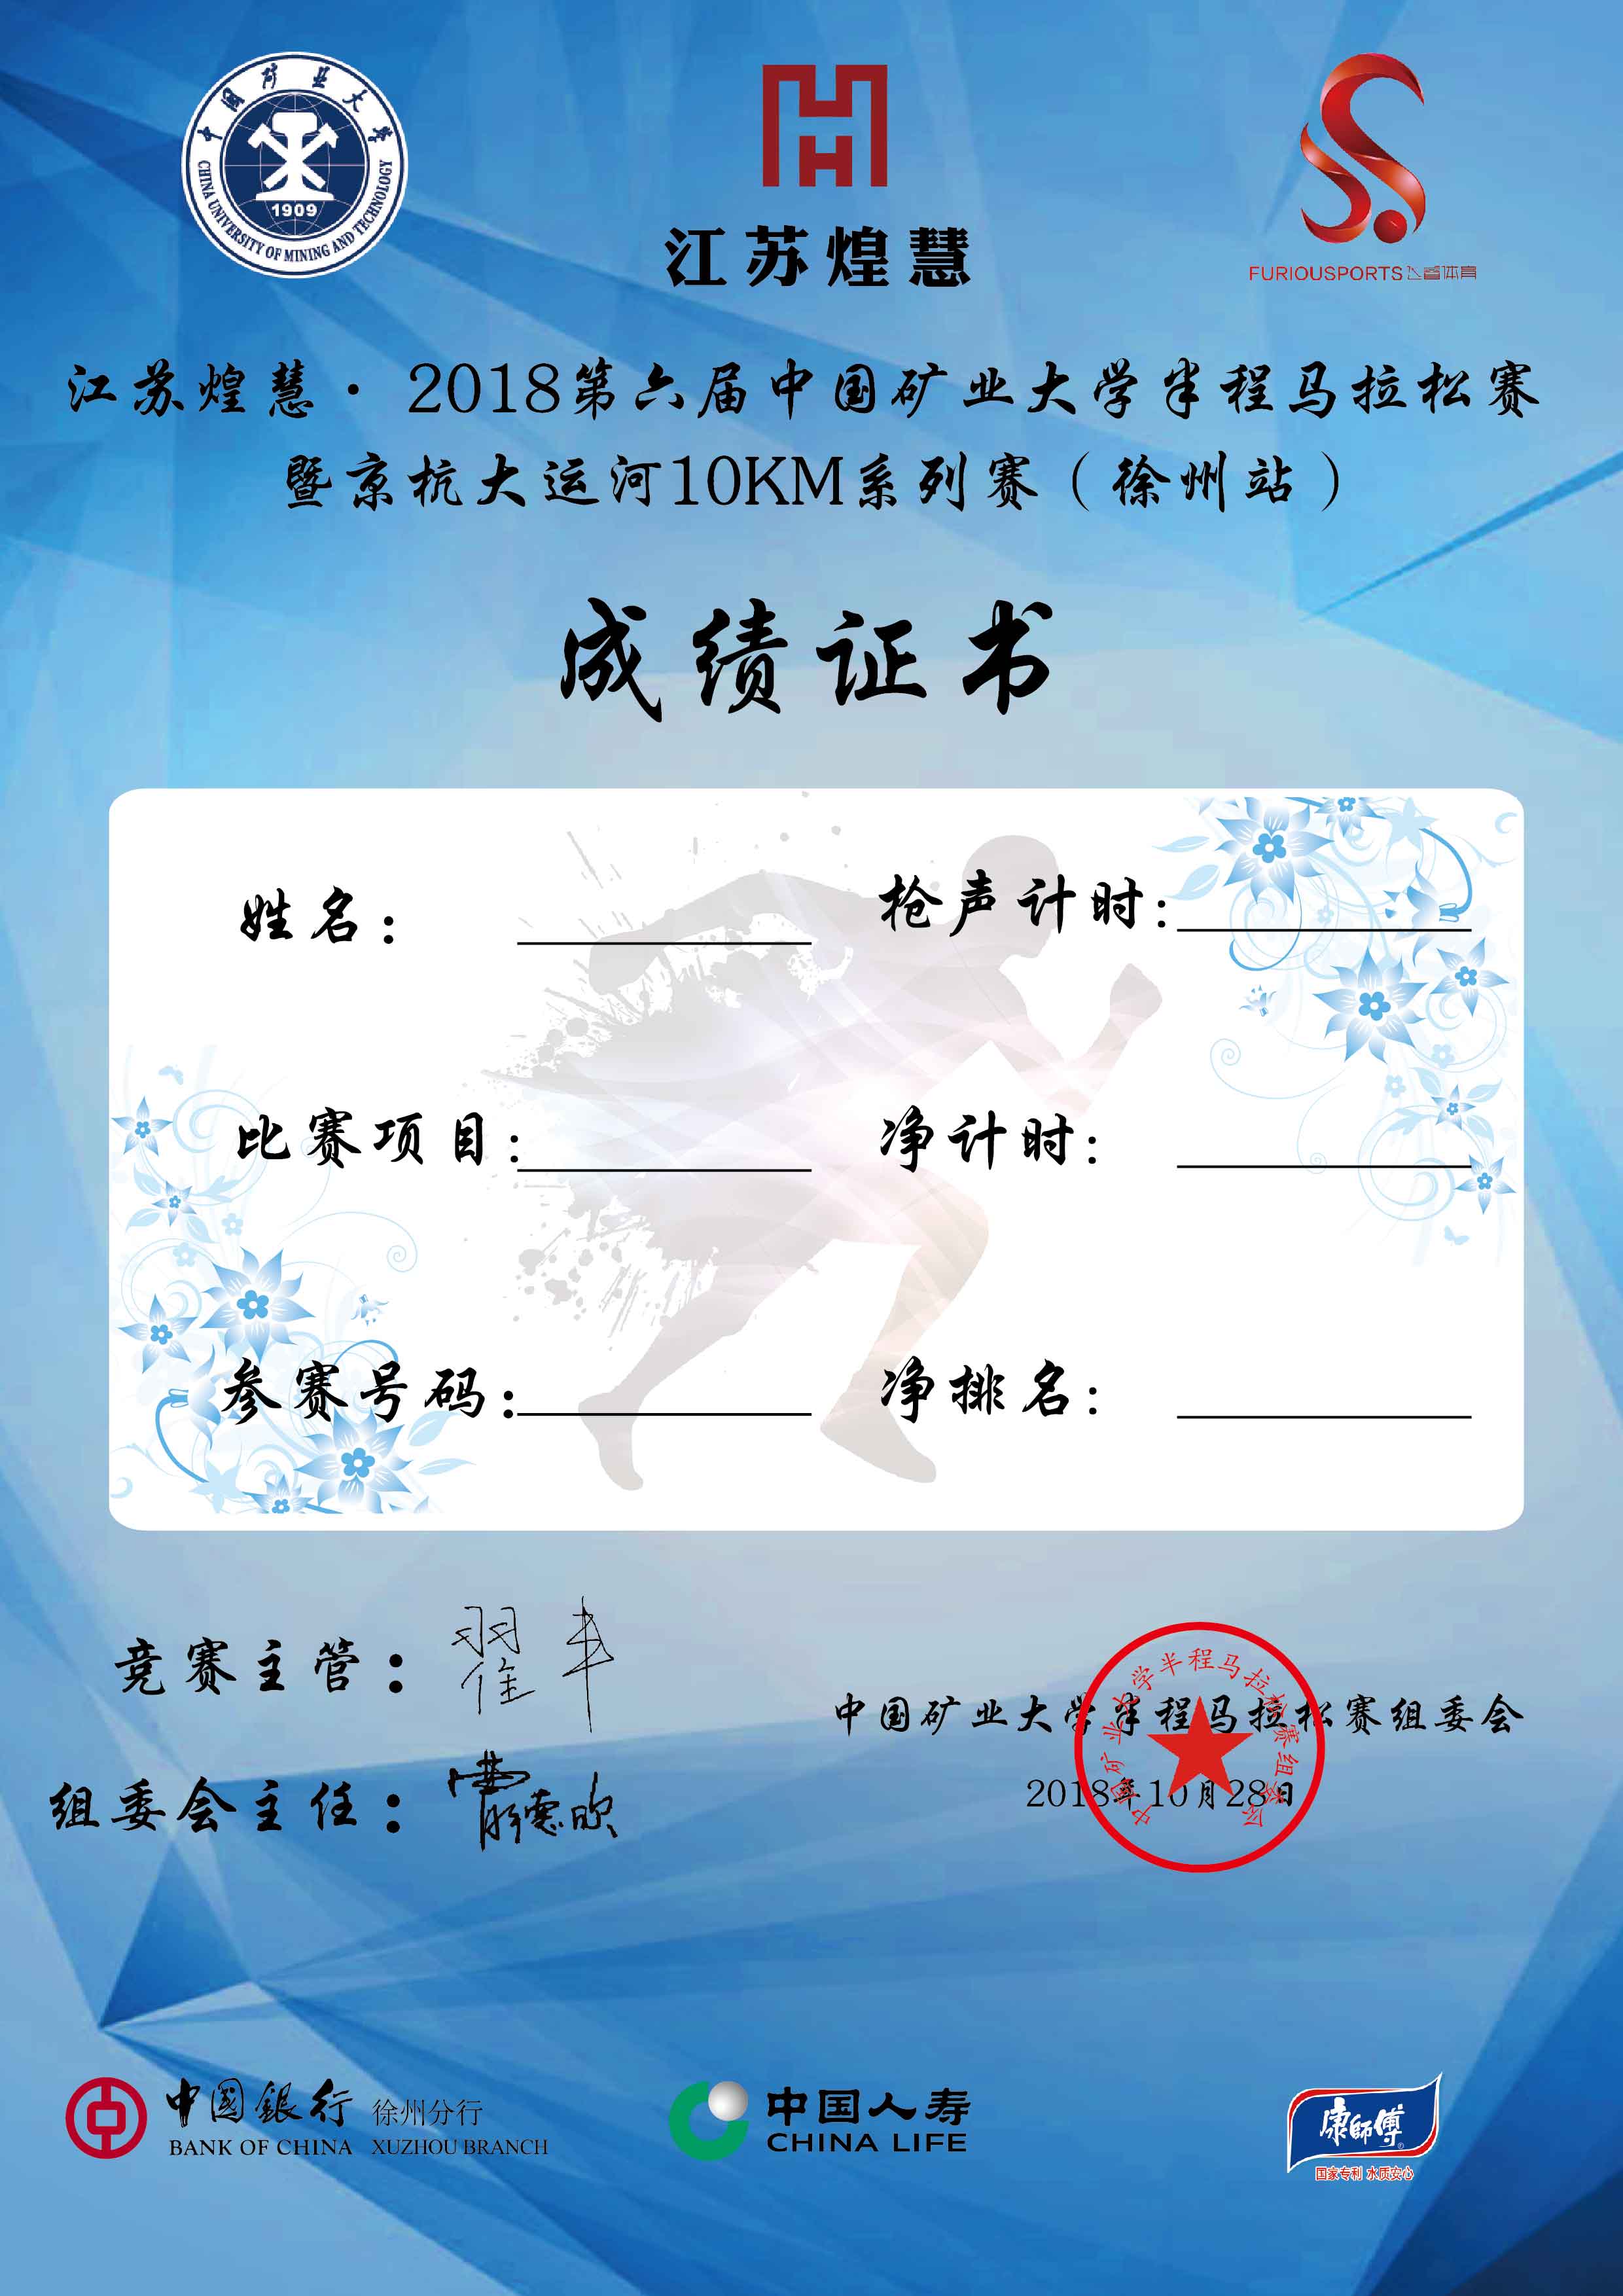 中国矿业大学
CHINA UNIVERSITY OF MINING AND TECHNOLOGY
1909
江苏煌慧
FURIOUSPORTS 体育
江苏煌慧·2018第六届中国矿业大学半程马拉松赛
暨京杭大运河10KM系列赛（徐州站）
成绩证书
姓名：
枪声计时：
比赛项目：
净计时：
参赛号码：
净排名：
竞赛主管：翟丰
中国矿业大学半程马拉松赛组委会
2018年10月28日
中国矿业大学半程马拉松赛组委会
组委会主任：
中国銀行 徐州分行
BANK OF CHINA XUZHOU BRANCH
中国人寿
CHINA LIFE
康師傅
国家专利 水质安心